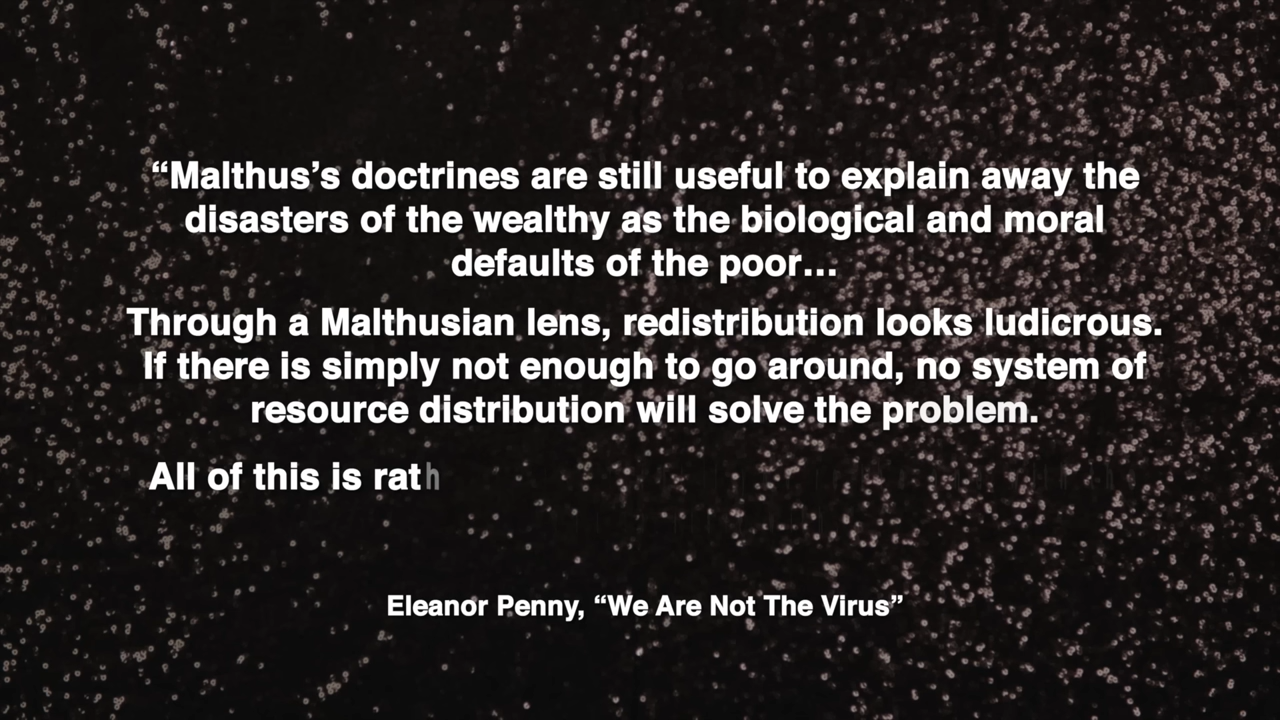 “Malthus’s doctrines are still useful to explain away the
disasters of the wealthy as the biological and moral
defaults of the poor…
Through a Malthusian lens, redistribution looks ludicrous.
If there is simply not enough to go around, no system of
resource distribution will solve the problem.
All of this is rath
Eleanor Penny, “We Are Not The Virus”